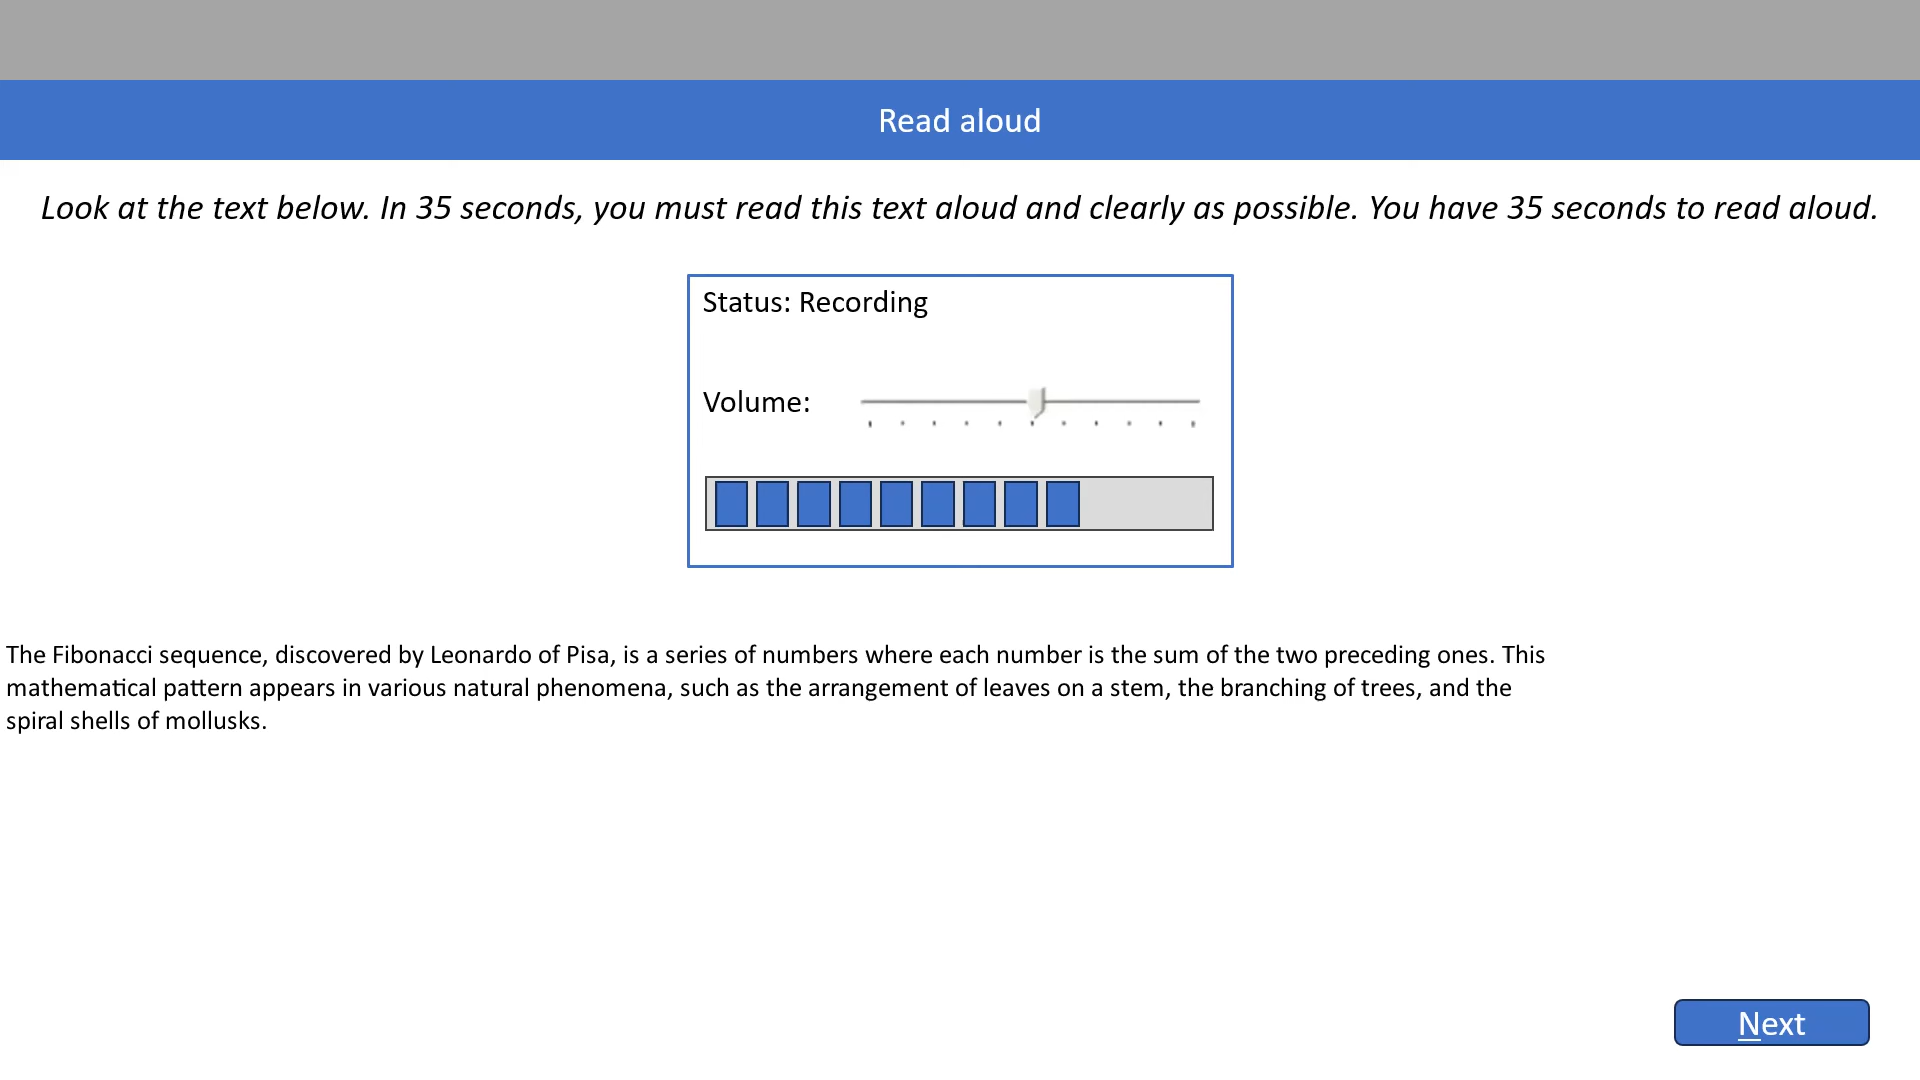 Read aloud
Look at the text below. In 35 seconds, you must read this text aloud and clearly as possible. You have 35 seconds to read aloud.
Status: Recording
Volume:
The Fibonacci sequence, discovered by Leonardo of Pisa, is a series of numbers where each number is the sum of the two preceding ones. This
mathematical pattern appears in various natural phenomena, such as the arrangement of leaves on a stem, the branching of trees, and the
spiral shells of mollusks.
Next